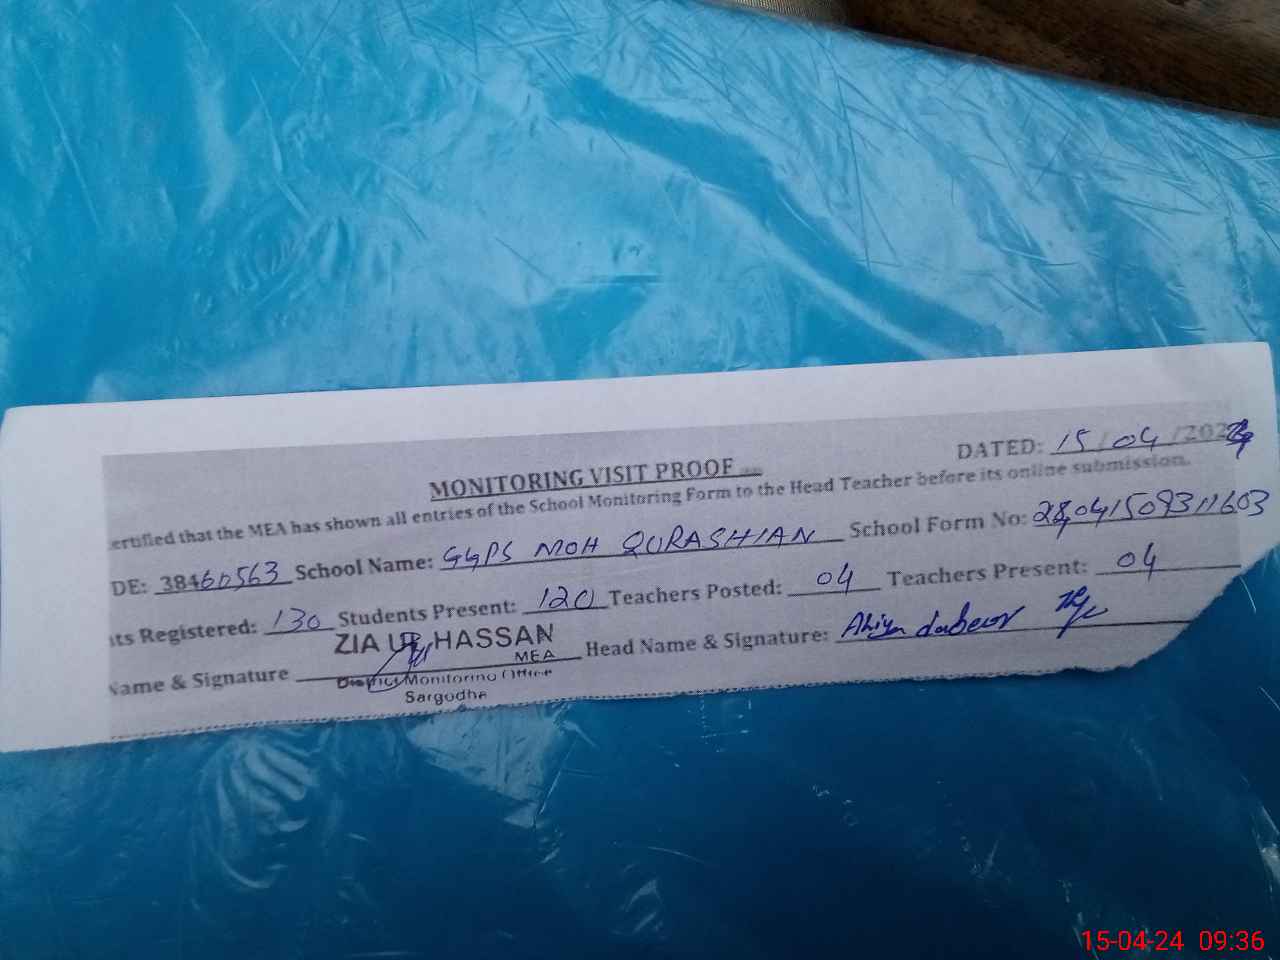 MONITORING VISIT PROOF
DATED: 15/04/2024
ertified that the MEA has shown all entries of the School Monitoring Form to the Head Teacher before its online submission.
DE: 38460563 School Name: GGPS MOH QURASHIAN School Form No:
ts Registered: 130 Students Present: 120 Teachers Posted: 04 Teachers Present: 04
ZIA UL HASSAN
MEA
Name & Signature Head Name & Signature:
District Monitoring Office
Sargodha
15-04-24 09:36